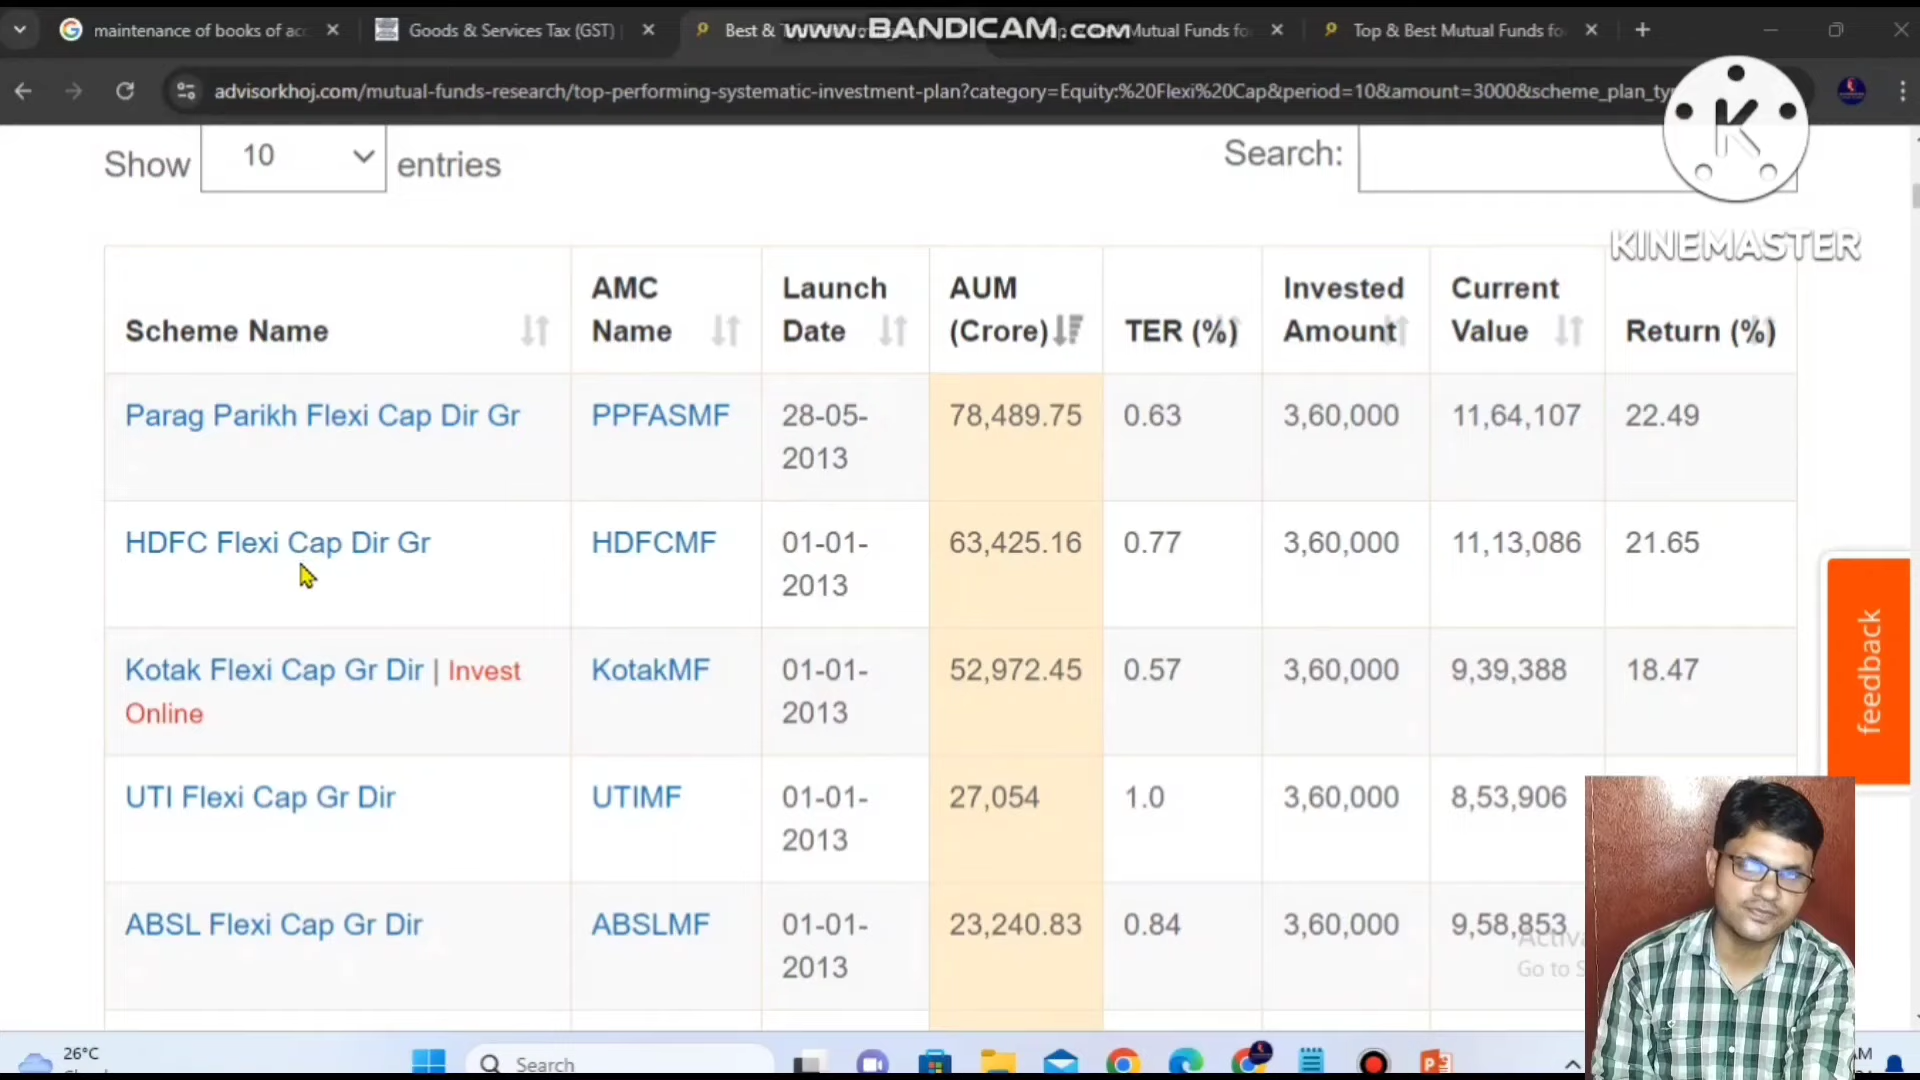 maintenance of books of acc
Goods & Services Tax (GST) |
Best &
www.BANDICAM.com
Mutual Funds fo
Top & Best Mutual Funds fo
advisorkhoj.com/mutual-funds-research/top-performing-systematic-investment-plan?category=Equity:%20Flexi%20Cap&period=10&amount=3000&scheme_plan_ty
K
KINEMASTER
Show 10 entries
Search:
Scheme Name AMC Name Launch Date AUM (Crore) TER (%) Invested Amount Current Value Return (%)
Parag Parikh Flexi Cap Dir Gr PPFASMF 28-05-2013 78,489.75 0.63 3,60,000 11,64,107 22.49
HDFC Flexi Cap Dir Gr HDFCMF 01-01-2013 63,425.16 0.77 3,60,000 11,13,086 21.65
Kotak Flexi Cap Gr Dir | Invest Online KotakMF 01-01-2013 52,972.45 0.57 3,60,000 9,39,388 18.47
UTI Flexi Cap Gr Dir UTIMF 01-01-2013 27,054 1.0 3,60,000 8,53,906
ABSL Flexi Cap Gr Dir ABSLMF 01-01-2013 23,240.83 0.84 3,60,000 9,58,853
feedback
Go to S
26°C
Search